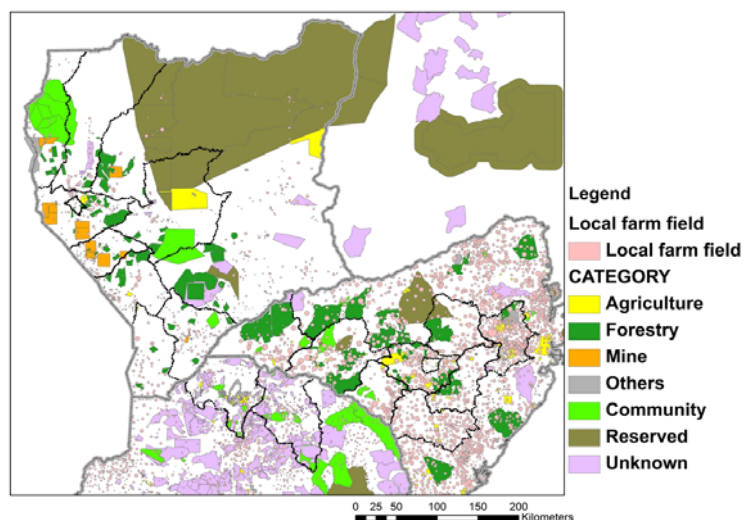 Legend
Local farm field
Local farm field
CATEGORY
Agriculture
Forestry
Mine
Others
Community
Reserved
Unknown
0 25 50 100 150 200
Kilometers